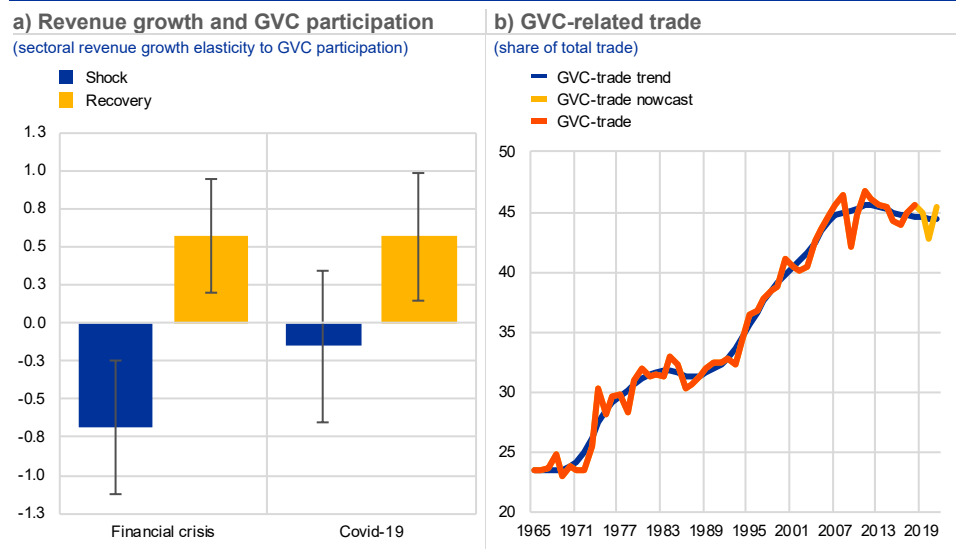 a) Revenue growth and GVC participation
(sectoral revenue growth elasticity to GVC participation)
Shock
Recovery
1.3
1.0
0.8
0.5
0.3
0.0
-0.3
-0.5
-0.8
-1.0
-1.3
Financial crisis
Covid-19
b) GVC-related trade
(share of total trade)
GVC-trade trend
GVC-trade nowcast
GVC-trade
50
45
40
35
30
25
20
1965 1971 1977 1983 1989 1995 2001 2007 2013 2019